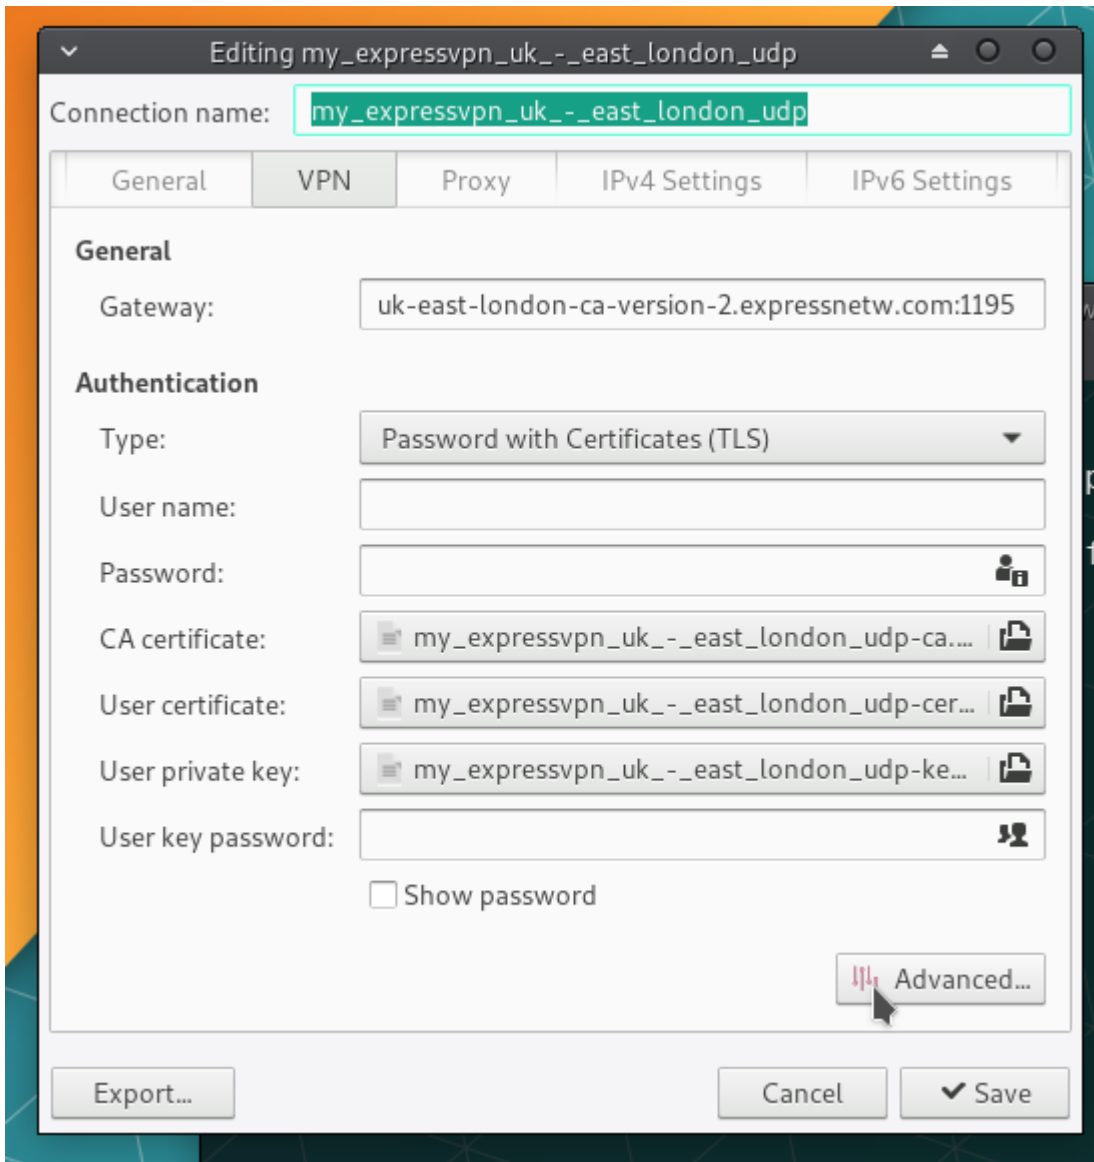 Editing my_expressvpn_uk_-_east_london_udp
Connection name: my_expressvpn_uk_-_east_london_udp
General VPN Proxy IPv4 Settings IPv6 Settings
General
Gateway: uk-east-london-ca-version-2.expressnetw.com:1195
Authentication
Type: Password with Certificates (TLS)
User name:
Password:
CA certificate: my_expressvpn_uk_-_east_london_udp-ca....
User certificate: my_expressvpn_uk_-_east_london_udp-cer...
User private key: my_expressvpn_uk_-_east_london_udp-ke...
User key password:
Show password
Advanced...
Export... Cancel Save